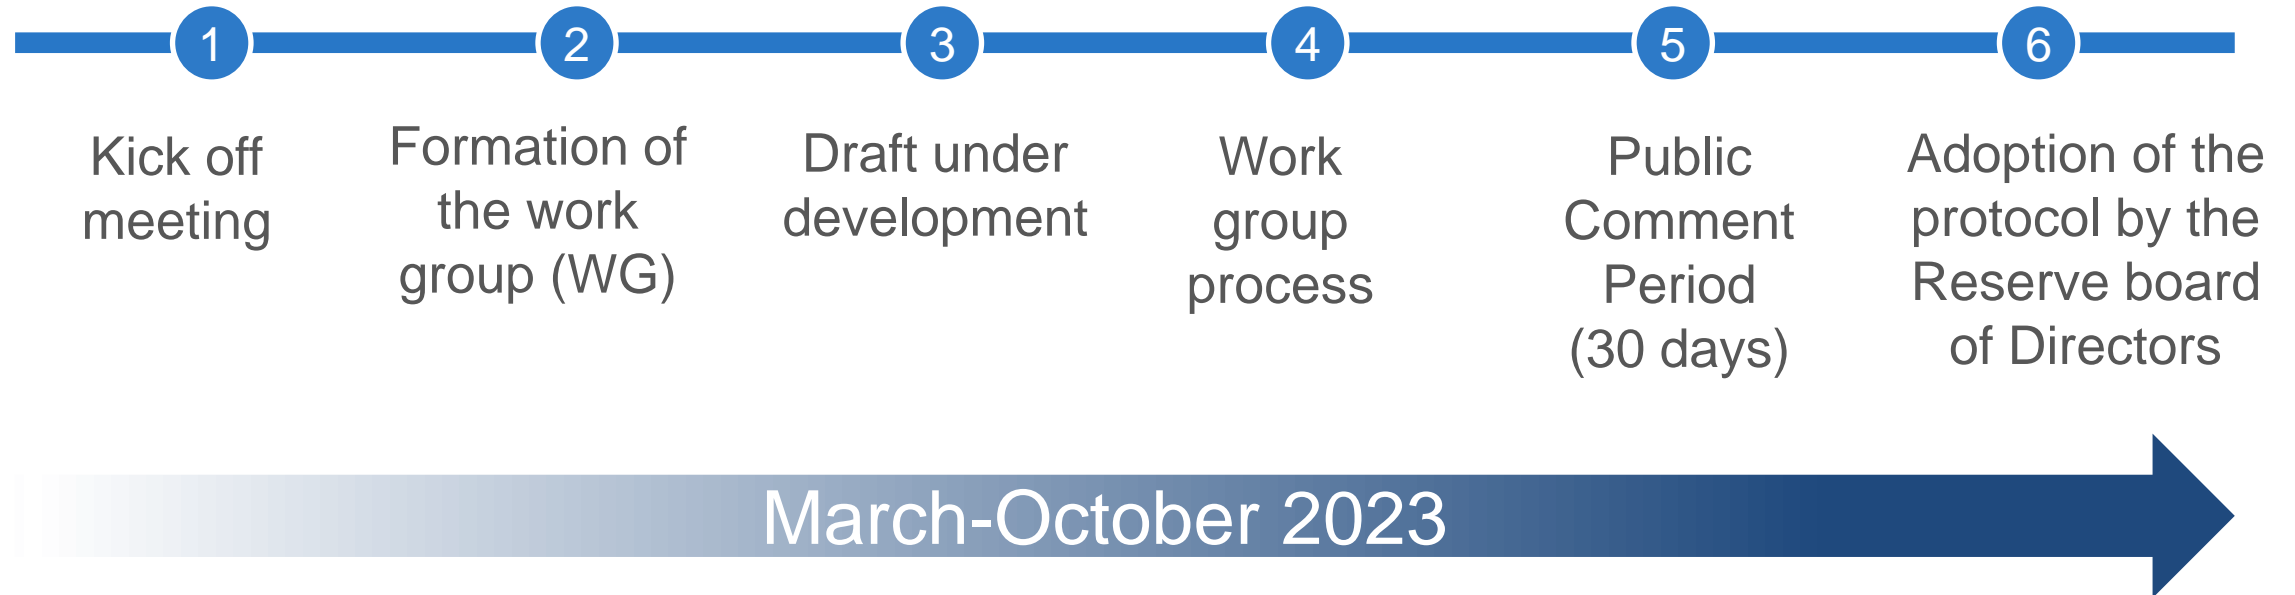 1
Kick off
meeting
2
Formation of
the work
group (WG)
3
Draft under
development
4
Work
group
process
5
Public
Comment
Period
(30 days)
6
Adoption of the
protocol by the
Reserve board
of Directors
March-October 2023